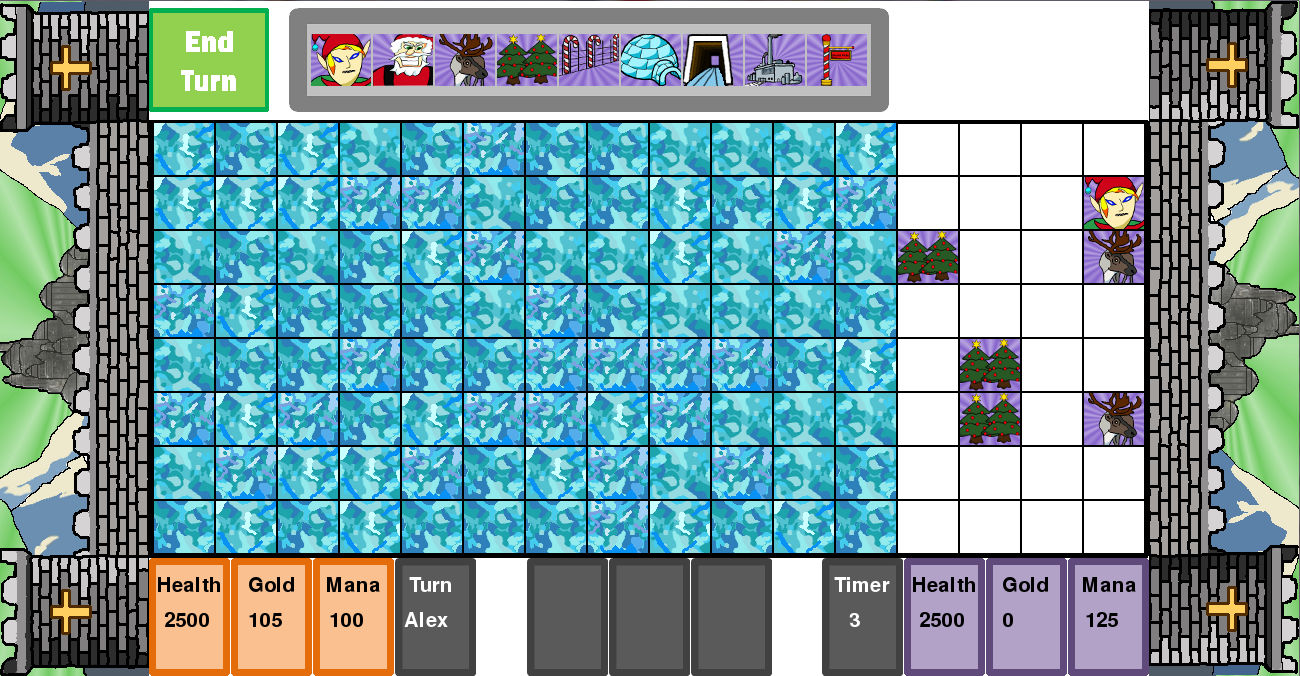 End
Turn
Health
2500
Gold
105
Mana
100
Turn
Alex
Timer
3
Health
2500
Gold
0
Mana
125